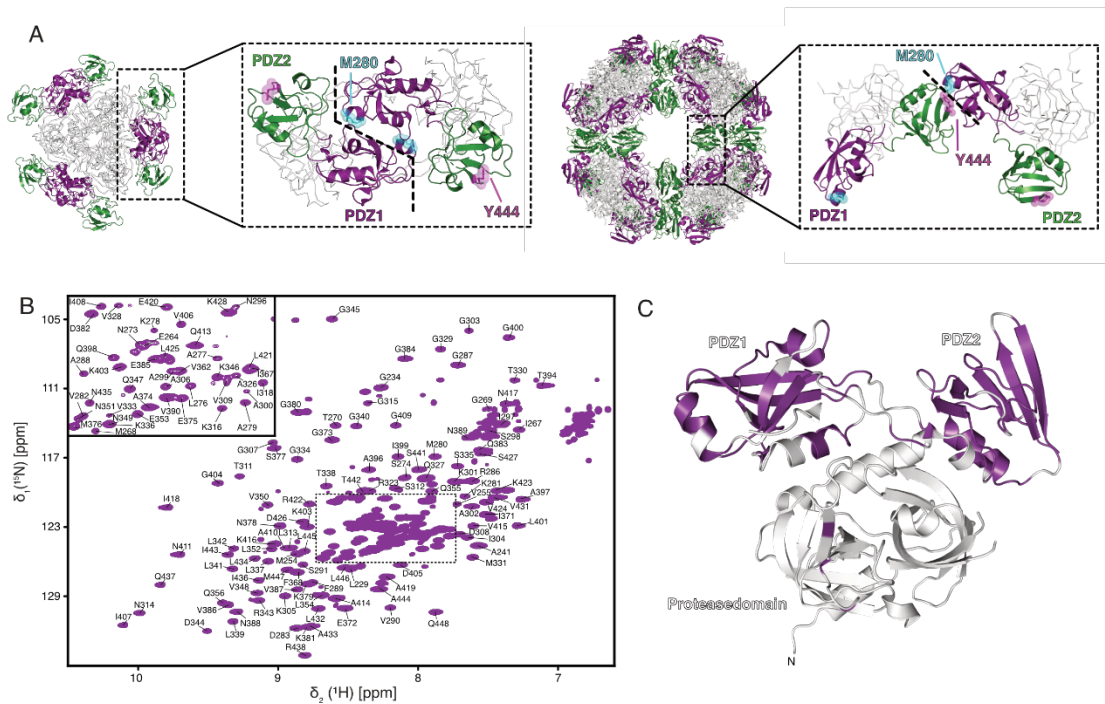 A
PDZ2
M280
PDZ1
Y444
M280
Y444
PDZ1
PDZ2
B
I408
E420
K428
N296
V328
V406
D382
K278
Q413
N273
E264
Q398
L425
A277
L421
A288
E385
V362
K346
I367
K403
A299
A306
A326
N435
Q347
A374
L276
V309
I318
V282
N351
V333
V390
A300
N349
E353
E375
M376
K336
K316
A279
M268
G345
G303
G400
G329
G384
G287
T330
T394
G234
G315
G269
N417
G380
T270
G340
G409
I297
I267
G373
N389
S298
Q383
G307
S377
G334
I399
M280
S427
S441
S335
S274
Q327
R286
G404
T311
T338
A396
K301
K281
K423
T442
R323
S312
Q355
V255
A397
I418
V350
R422
V424
V431
A302
I371
D426
K403
V415
L401
N378
D308
K416
A410
L313
I304
L342
L352
L445
A241
N411
I443
M331
L434
L337
M254
L341
S291
D405
I436
M447
F368
L446
A419
Q437
V348
V387
L229
A444
Q356
K379
F289
R343
K305
L354
A414
V290
Q448
N314
V386
N388
L432
E372
I407
D344
L339
D283
A433
K381
R438
105
111
117
123
129
10
9
8
7
δ₁(¹⁵N) [ppm]
δ₂ (¹H) [ppm]
C
PDZ1
PDZ2
Proteasedomain
N